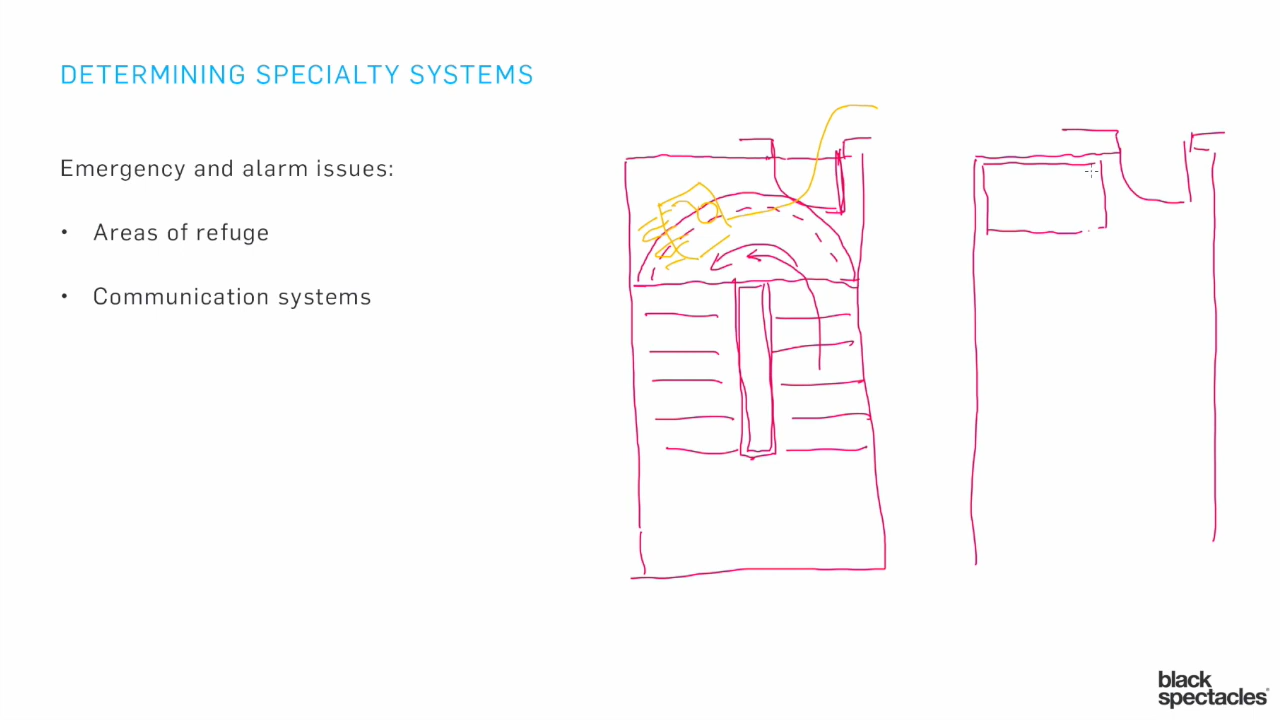 DETERMINING SPECIALTY SYSTEMS
Emergency and alarm issues:
• Areas of refuge
• Communication systems
black
spectacles